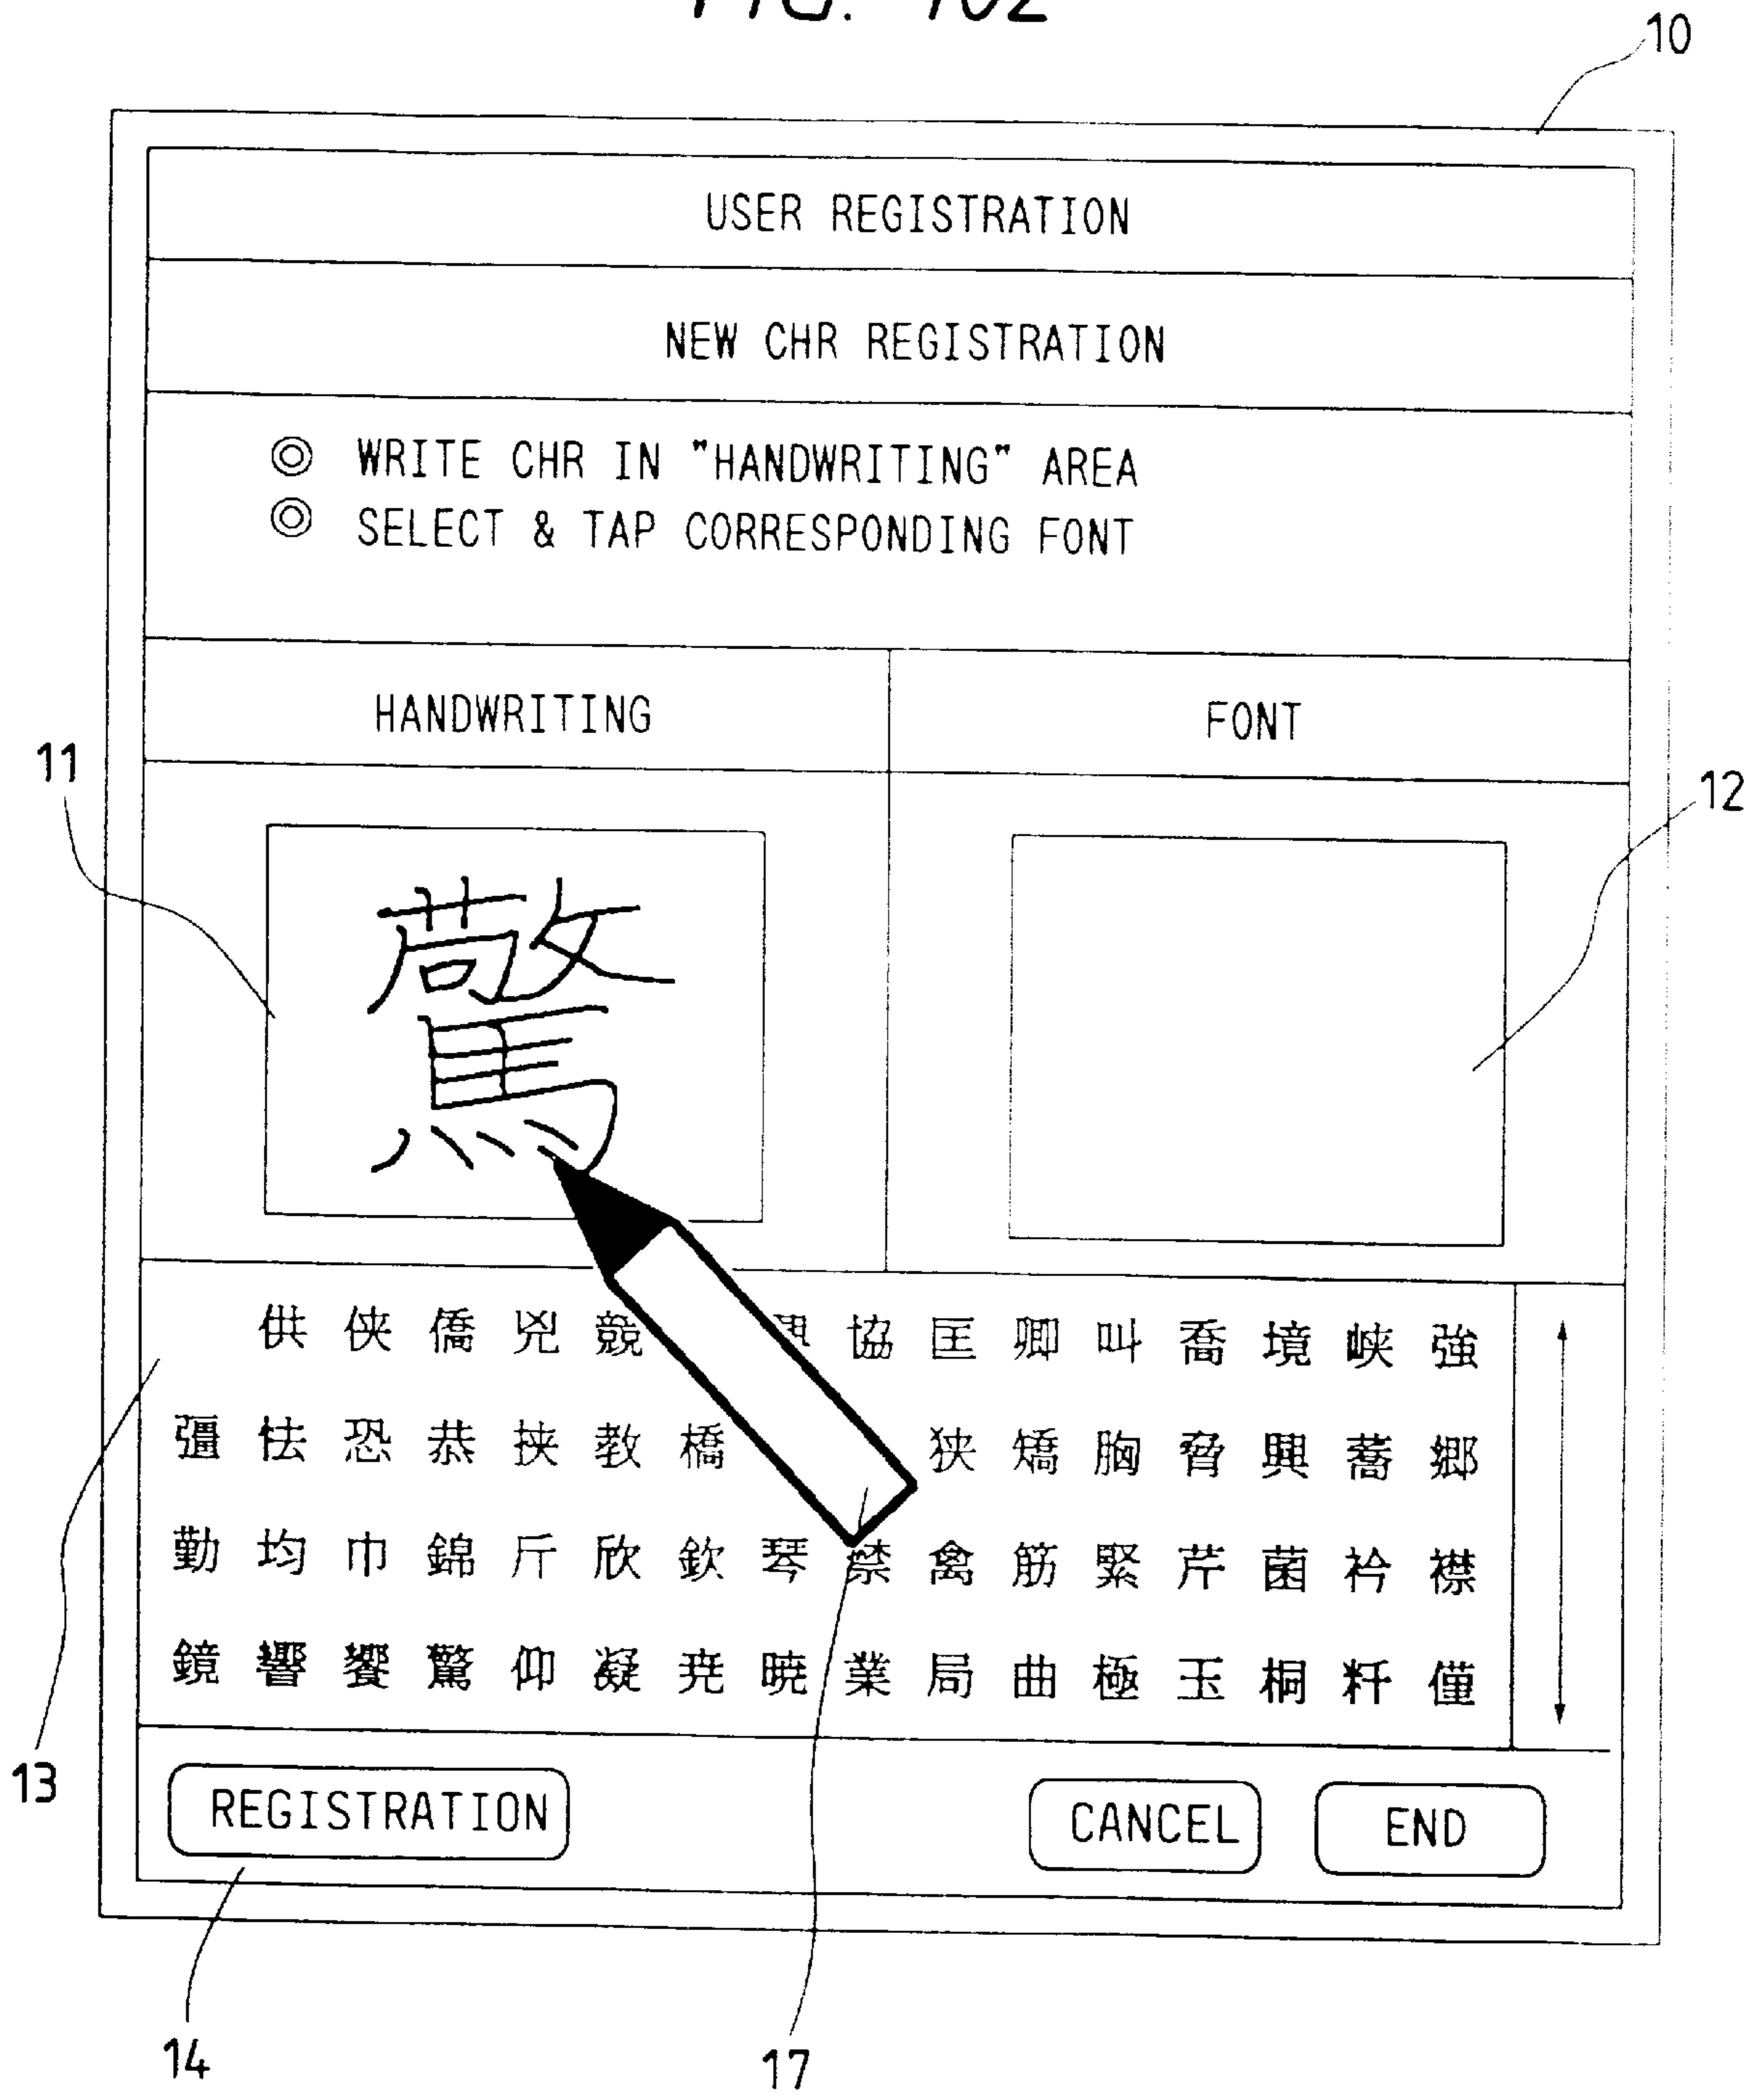 FIG. 102
10
USER REGISTRATION
NEW CHR REGISTRATION
◎ WRITE CHR IN "HANDWRITING" AREA
◎ SELECT & TAP CORRESPONDING FONT
HANDWRITING FONT
11
12
驚
供 侠 僑 兇 競 協 匡 卿 叫 喬 境 峡 強
彊 怯 恐 恭 挟 教 橋 狭 矯 胸 脅 興 蕎 郷
勤 均 巾 錦 斤 欣 欽 琴 禁 禽 筋 緊 芹 菌 衿 襟
鏡 響 饗 驚 仰 凝 尭 暁 業 局 曲 極 玉 桐 粁 僅
13
REGISTRATION CANCEL END
14
17